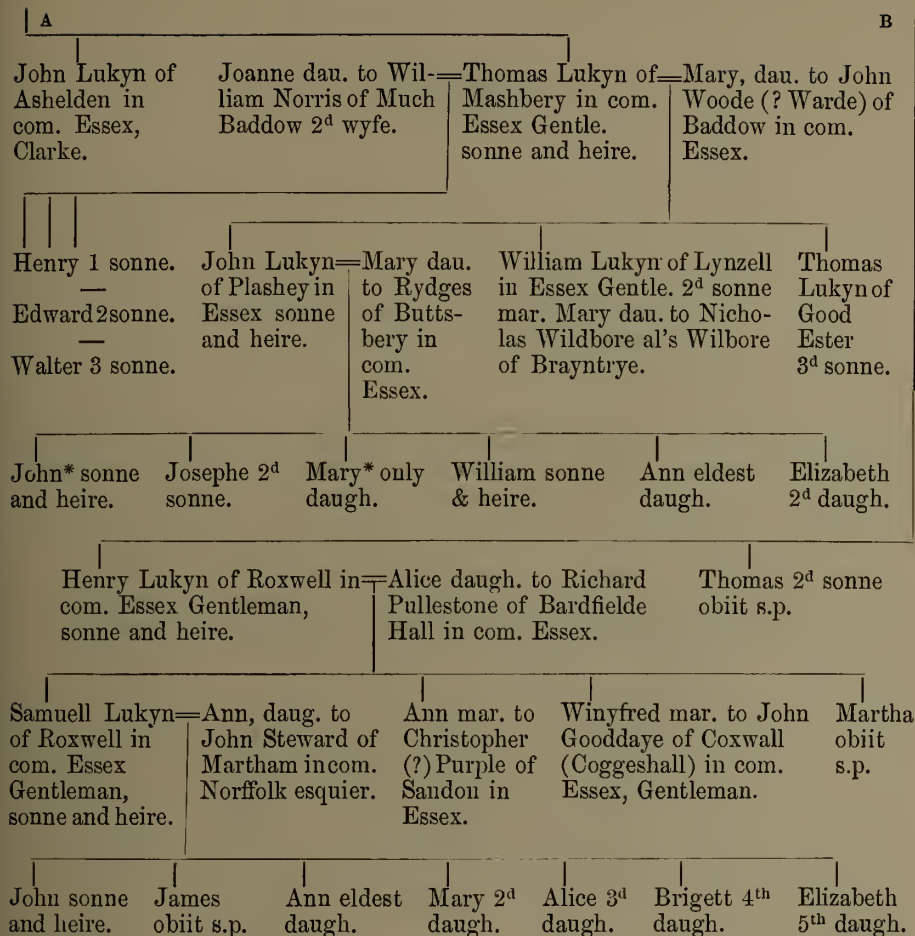 A B
John Lukyn of
Ashelden in
com. Essex,
Clarke.
Joanne dau. to Wil-
liam Norris of Much
Baddow 2d wyfe.
Thomas Lukyn of
Mashbery in com.
Essex Gentle.
sonne and heire.
Mary, dau. to John
Woode (? Warde) of
Baddow in com.
Essex.
Henry 1 sonne.
—
Edward 2 sonne.
—
Walter 3 sonne.
John Lukyn
of Plashey in
Essex sonne
and heire.
Mary dau.
to Rydges
of Butts-
bery in
com.
Essex.
William Lukyn of Lynzell
in Essex Gentle. 2d sonne
mar. Mary dau. to Nicho-
las Wildbore al's Wilbore
of Brayntrye.
Thomas
Lukyn of
Good
Ester
3d sonne.
John* sonne
and heire.
Josephe 2d
sonne.
Mary* only
daugh.
William sonne
& heire.
Ann eldest
daugh.
Elizabeth
2d daugh.
Henry Lukyn of Roxwell in
com. Essex Gentleman,
sonne and heire.
Alice daugh. to Richard
Pullestone of Bardfielde
Hall in com. Essex.
Thomas 2d sonne
obiit s.p.
Samuell Lukyn
of Roxwell in
com. Essex
Gentleman,
sonne and heire.
Ann, daug. to
John Steward of
Martham in com.
Norffolk esquier.
Ann mar. to
Christopher
(?) Purple of
Sandon in
Essex.
Winyfred mar. to John
Gooddaye of Coxwall
(Coggeshall) in com.
Essex, Gentleman.
Martha
obiit
s.p.
John sonne
and heire.
James
obiit s.p.
Ann eldest
daugh.
Mary 2d
daugh.
Alice 3d
daugh.
Brigett 4th
daugh.
Elizabeth
5th daugh.